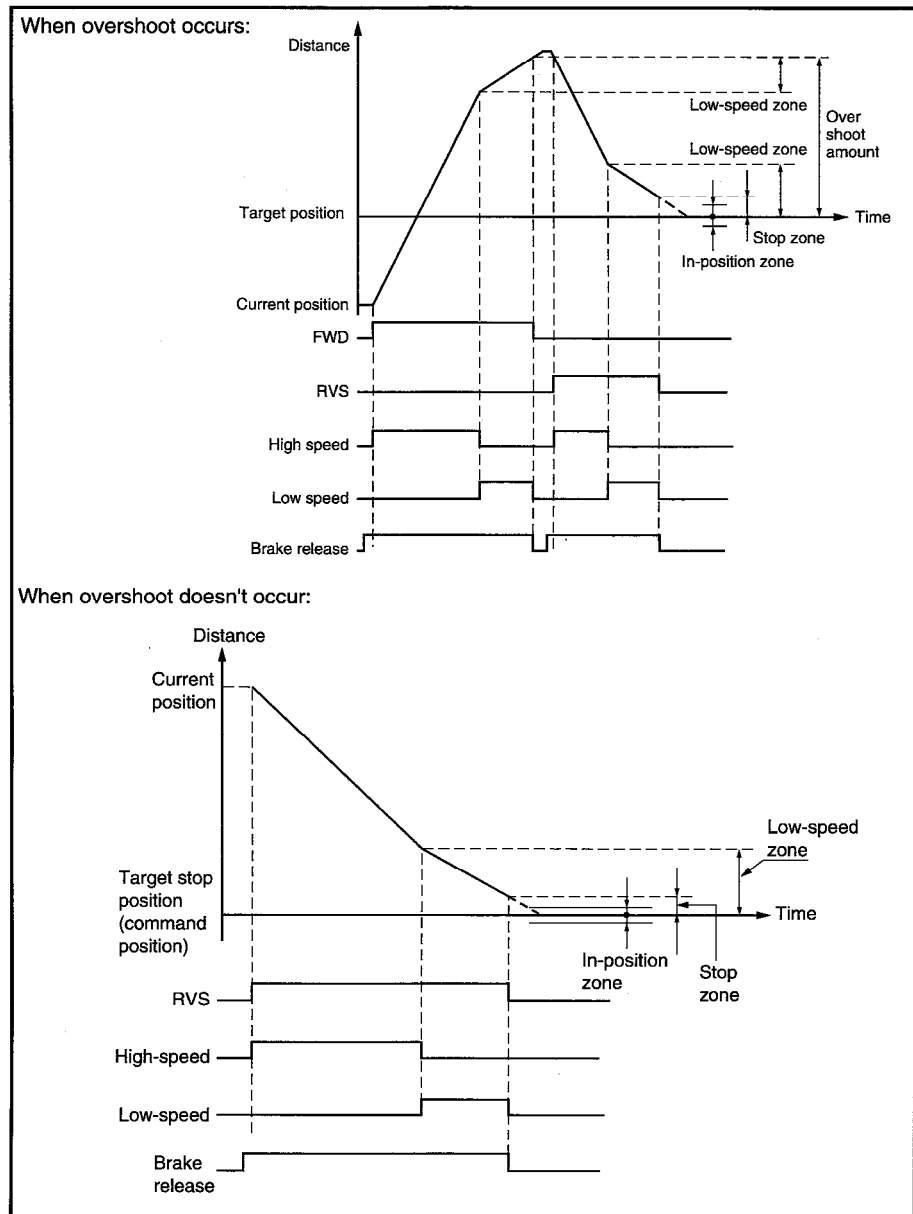 When overshoot occurs:
Distance
Low-speed zone
Over
shoot
amount
Low-speed zone
Target position
Time
Stop zone
In-position zone
Current position
FWD
RVS
High speed
Low speed
Brake release
When overshoot doesn't occur:
Distance
Current
position
Low-speed
zone
Target stop
position
(command
position)
Time
In-position
zone
Stop
zone
RVS
High-speed
Low-speed
Brake
release